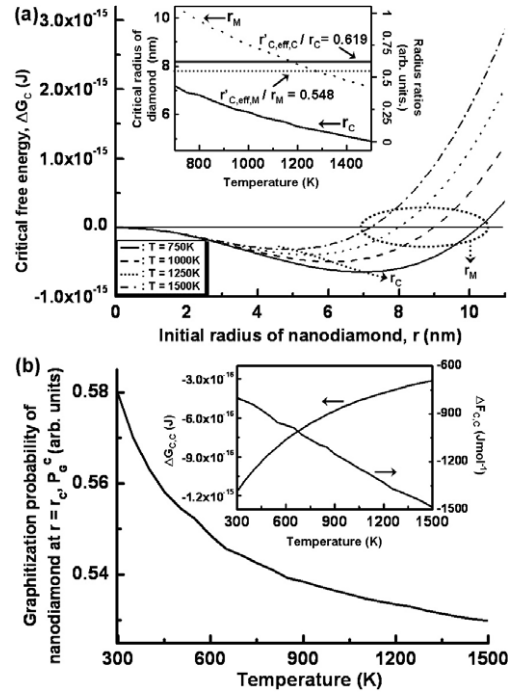 (a)
Critical free energy, ΔG_C (J)
3.0x10^-15
2.0x10^-15
1.0x10^-15
0.0
-1.0x10^-15
Critical radius of diamond (nm)
10
8
6
r_M
r'_C,eff,C / r_C = 0.619
r'_C,eff,M / r_M = 0.548
r_C
Radius ratios (arb. units.)
1
0.75
0.5
0.25
0
800 1000 1200 1400
Temperature (K)
: T = 750K
: T = 1000K
: T = 1250K
: T = 1500K
r_C
r_M
0 2 4 6 8 10
Initial radius of nanodiamond, r (nm)
(b)
Graphitization probability of nanodiamond at r = r_C, P_G^C (arb. units)
0.58
0.56
0.54
ΔG_C,C (J)
-3.0x10^-16
-6.0x10^-16
-9.0x10^-16
-1.2x10^-15
ΔF_C,C (Jmol^-1)
-600
-900
-1200
-1500
300 600 900 1200 1500
Temperature (K)
300 600 900 1200 1500
Temperature (K)